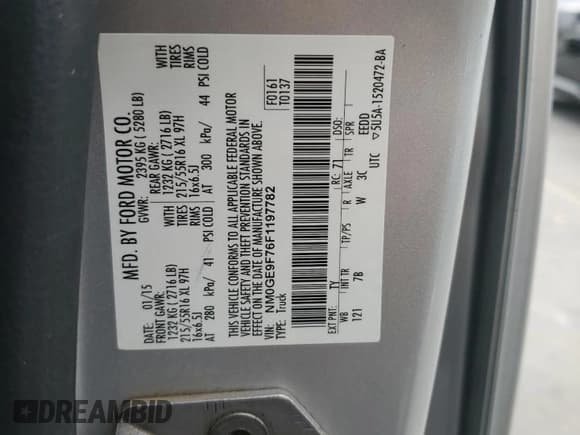 MFD. BY FORD MOTOR CO.
DATE: 01/15 GVWR: 2395 KG ( 5280 LB)
FRONT GAWR: REAR GAWR: WITH
1232 KG ( 2716 LB) 1232 KG ( 2716 LB) TIRES
215/55R16 XL 97H TIRES 215/55R16 XL 97H RIMS
16x6.5J RIMS 16x6.5J
AT 280 kPa/ 41 PSI COLD AT 300 kPa/ 44 PSI COLD
WITH
TIRES
RIMS
THIS VEHICLE CONFORMS TO ALL APPLICABLE FEDERAL MOTOR
VEHICLE SAFETY AND THEFT PREVENTION STANDARDS IN
EFFECT ON THE DATE OF MANUFACTURE SHOWN ABOVE.
F0161
T0137
VIN: NM0GE9F76F1197782
TYPE: Truck
EXT PNT: TY RC: 71 DSO:
WB INT TR TP/PS R AXLE TR SPR EEDD
121 7B W 3C UTC ▽5U5A-1520472-BA
DREAMBID